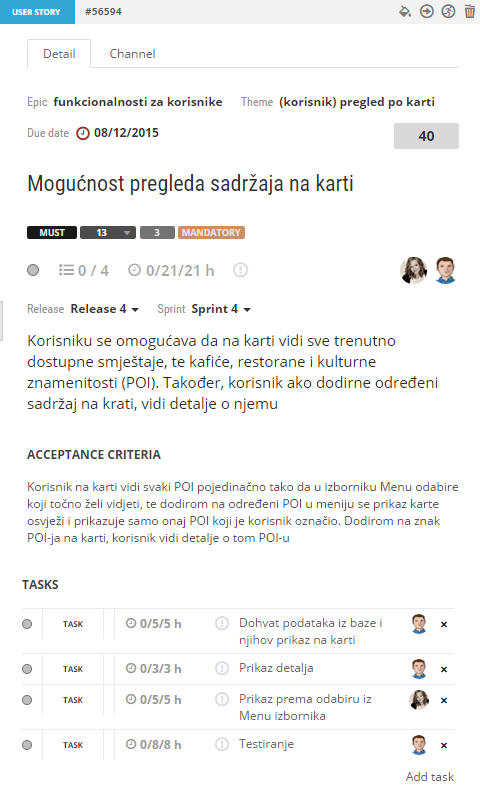 USER STORY #56594
Detail Channel
Epic funkcionalnosti za korisnike Theme (korisnik) pregled po karti
Due date 08/12/2015 40
Mogućnost pregleda sadržaja na karti
MUST 13 3 MANDATORY
0 / 4 0/21/21 h
Release Release 4 Sprint Sprint 4
Korisniku se omogućava da na karti vidi sve trenutno
dostupne smještaje, te kafiće, restorane i kulturne
znamenitosti (POI). Također, korisnik ako dodirne određeni
sadržaj na krati, vidi detalje o njemu
ACCEPTANCE CRITERIA
Korisnik na karti vidi svaki POI pojedinačno tako da u izborniku Menu odabire
koji točno želi vidjeti, te dodirom na određeni POI u meniju se prikaz karte
osvježi i prikazuje samo onaj POI koji je korisnik označio. Dodirom na znak
POI-ja na karti, korisnik vidi detalje o tom POI-u
TASKS
TASK 0/5/5 h Dohvat podataka iz baze i
njihov prikaz na karti
TASK 0/3/3 h Prikaz detalja
TASK 0/5/5 h Prikaz prema odabiru iz
Menu izbornika
TASK 0/8/8 h Testiranje
Add task